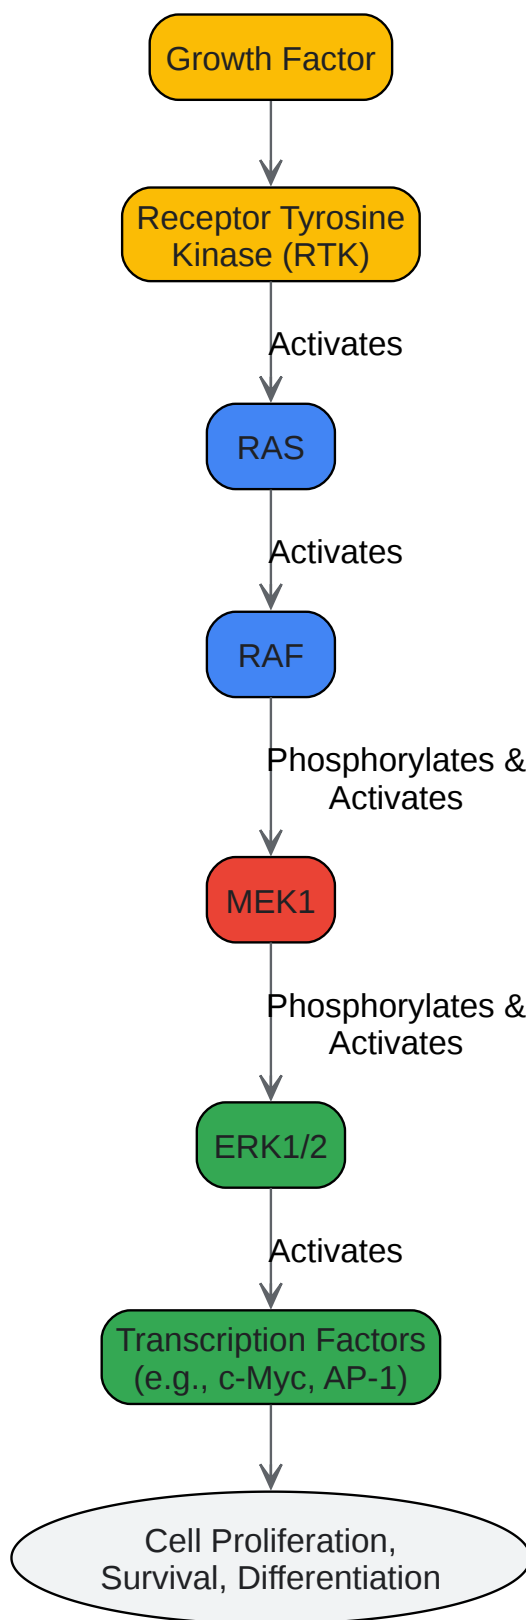 Growth Factor
Receptor Tyrosine
Kinase (RTK)
Activates
RAS
Activates
RAF
Phosphorylates &
Activates
MEK1
Phosphorylates &
Activates
ERK1/2
Activates
Transcription Factors
(e.g., c-Myc, AP-1)
Cell Proliferation,
Survival, Differentiation